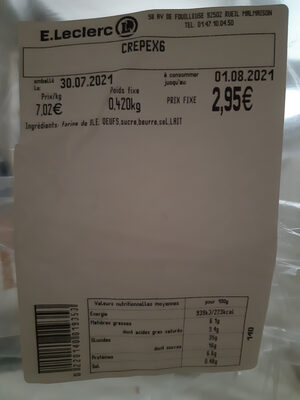 E.Leclerc L
50 AV DE FOUILLEUSE 92502 RUEIL MALMAISON
TEL: 01.47.10.04.50
CREPEX6
emballé Le: 30.07.2021 à consommer jusqu'au: 01.08.2021
Prix/kg Poids fixe
7,02€ 0,420kg PRIX FIXE 2,95€
Ingrédients: farine de BLE, OEUFS,sucre,beurre,sel,LAIT
Valeurs nutritionnelles moyennes pour 100g
Energie
Matières grasses
dont acides gras saturés
Glucides
dont sucres
Protéines
Sel
140